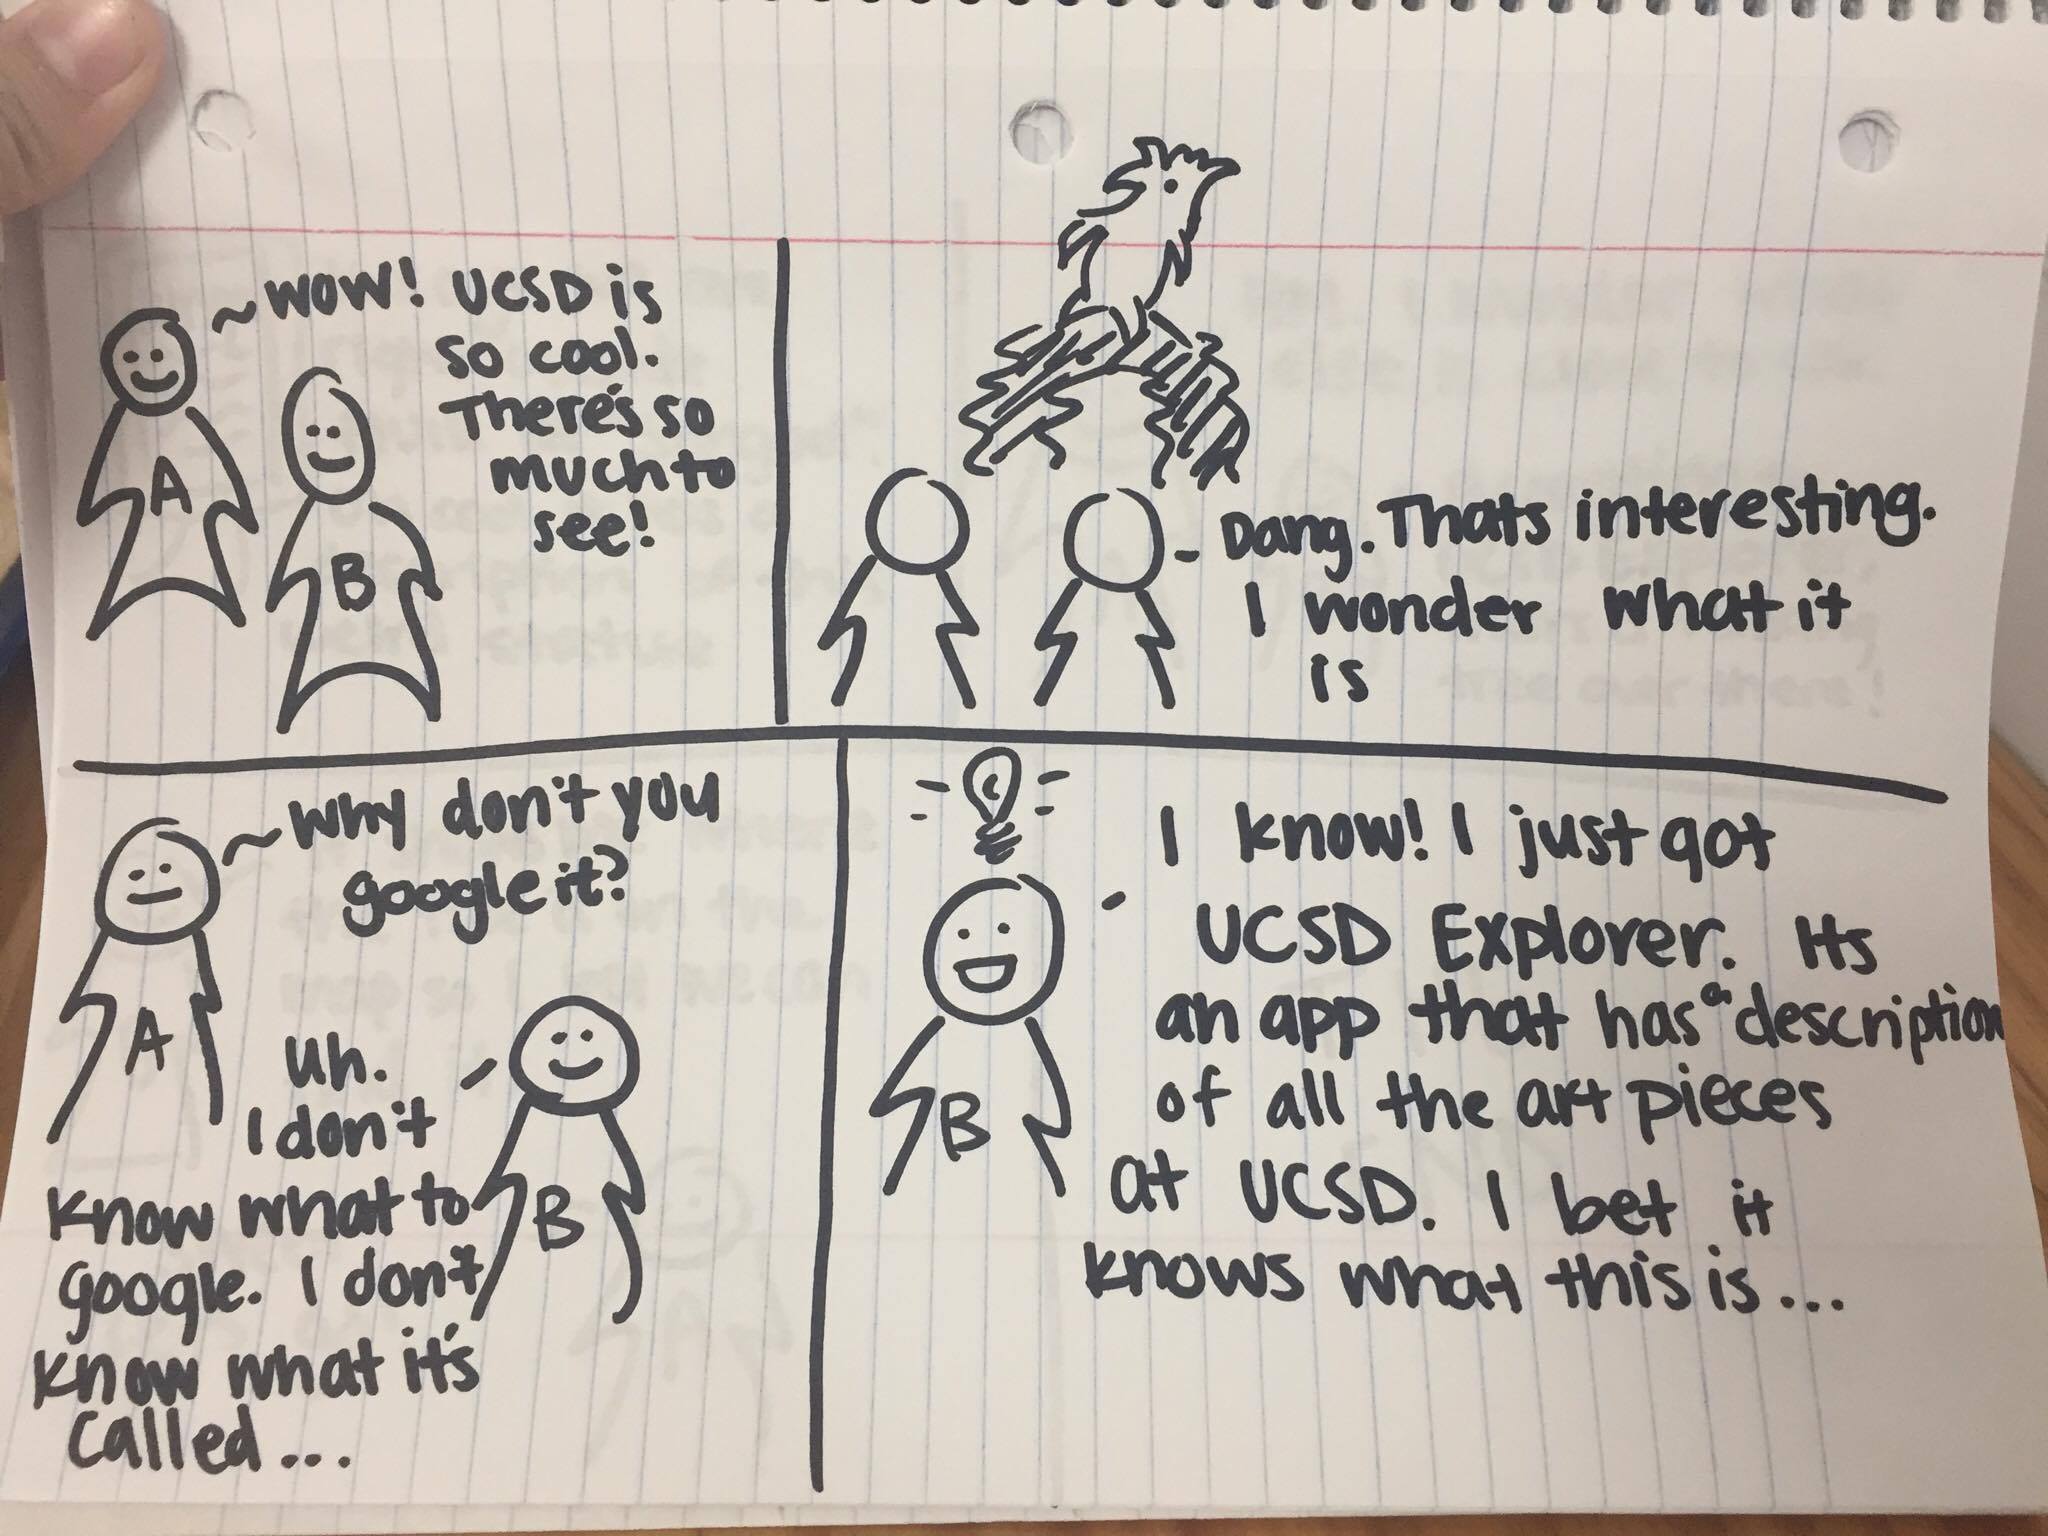 ~wow! UCSD is
so cool.
There's so
much to
see!
A
B
- Dang. Thats interesting.
I wonder what it
is
~why don't you
google it?
A
uh.
I don't
know what to
google. I don't
know what it's
called...
B
I know! I just got
UCSD Explorer. Its
an app that has a description
of all the art pieces
at UCSD. I bet it
knows what this is...
B